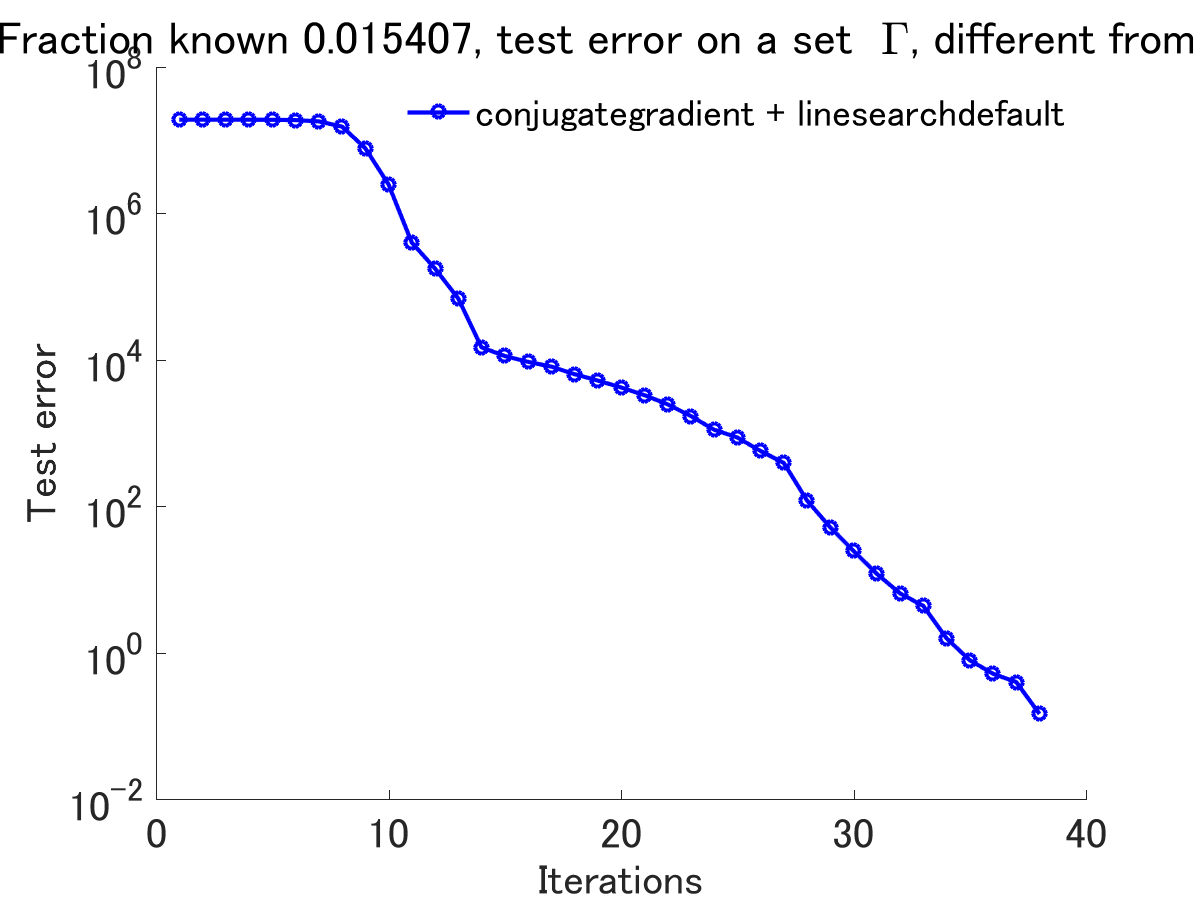 Fraction known 0.015407, test error on a set Γ, different from
conjugategradient + linesearchdefault
10^8
10^6
10^4
10^2
10^0
10^−2
Test error
0 10 20 30 40
Iterations